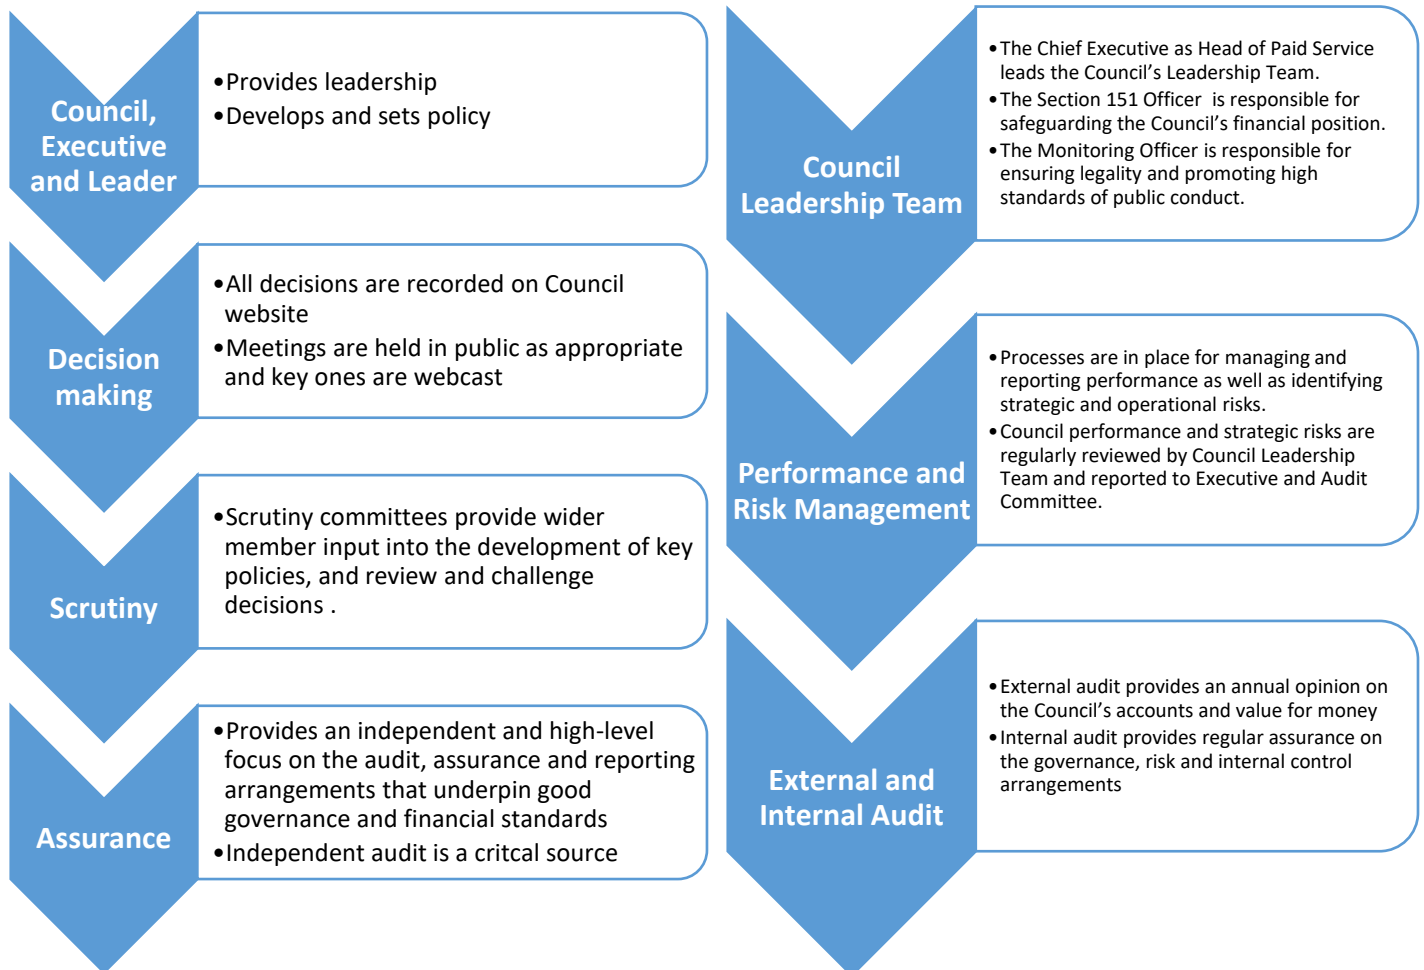 Council,
Executive
and Leader
•Provides leadership
•Develops and sets policy
Decision
making
•All decisions are recorded on Council
website
•Meetings are held in public as appropriate
and key ones are webcast
Scrutiny
•Scrutiny committees provide wider
member input into the development of key
policies, and review and challenge
decisions .
Assurance
•Provides an independent and high-level
focus on the audit, assurance and reporting
arrangements that underpin good
governance and financial standards
•Independent audit is a critcal source
Council
Leadership Team
•The Chief Executive as Head of Paid Service
leads the Council’s Leadership Team.
•The Section 151 Officer  is responsible for
safeguarding the Council’s financial position.
•The Monitoring Officer is responsible for
ensuring legality and promoting high
standards of public conduct.
Performance and
Risk Management
•Processes are in place for managing and
reporting performance as well as identifying
strategic and operational risks.
•Council performance and strategic risks are
regularly reviewed by Council Leadership
Team and reported to Executive and Audit
Committee.
External and
Internal Audit
•External audit provides an annual opinion on
the Council’s accounts and value for money
•Internal audit provides regular assurance on
the governance, risk and internal control
arrangements